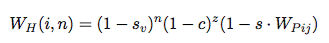 W_H(i, n) = (1 − s_v)^n(1 − c)^z(1 − s · W_{Pij})